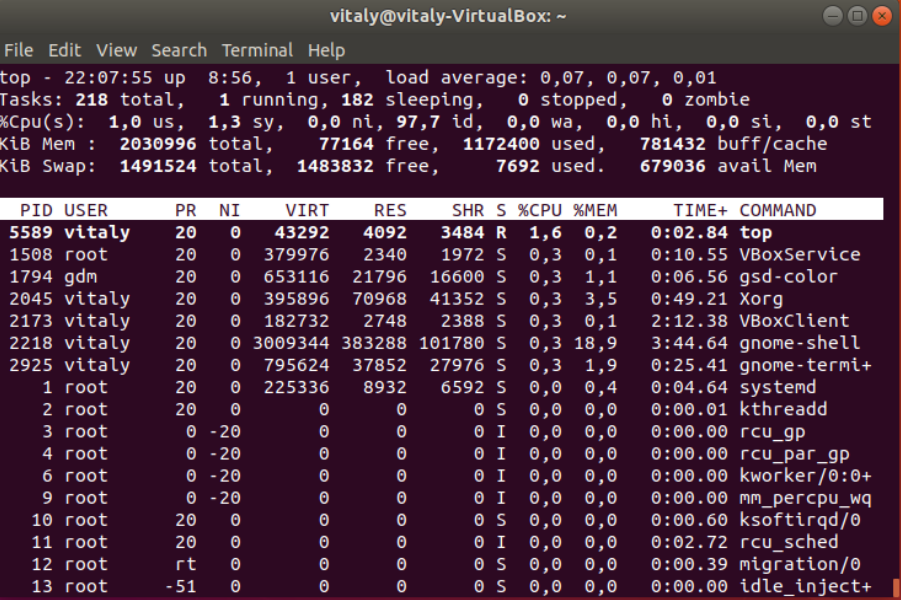 vitaly@vitaly-VirtualBox: ~
File Edit View Search Terminal Help
top - 22:07:55 up  8:56,  1 user,  load average: 0,07, 0,07, 0,01
Tasks: 218 total,   1 running, 182 sleeping,   0 stopped,   0 zombie
%Cpu(s):  1,0 us,  1,3 sy,  0,0 ni, 97,7 id,  0,0 wa,  0,0 hi,  0,0 si,  0,0 st
KiB Mem :  2030996 total,    77164 free,  1172400 used,   781432 buff/cache
KiB Swap:  1491524 total,  1483832 free,     7692 used.   679036 avail Mem
PID USER      PR  NI    VIRT    RES    SHR S %CPU %MEM     TIME+ COMMAND
5589 vitaly    20   0   43292   4092   3484 R  1,6  0,2   0:02.84 top
1508 root      20   0  379976   2340   1972 S  0,3  0,1   0:10.55 VBoxService
1794 gdm       20   0  653116  21796  16600 S  0,3  1,1   0:06.56 gsd-color
2045 vitaly    20   0  395896  70968  41352 S  0,3  3,5   0:49.21 Xorg
2173 vitaly    20   0  182732   2748   2388 S  0,3  0,1   2:12.38 VBoxClient
2218 vitaly    20   0 3009344 383288 101780 S  0,3 18,9   3:44.64 gnome-shell
2925 vitaly    20   0  795624  37852  27976 S  0,3  1,9   0:25.41 gnome-termi+
1 root      20   0  225336   8932   6592 S  0,0  0,4   0:04.64 systemd
2 root      20   0       0      0      0 S  0,0  0,0   0:00.01 kthreadd
3 root       0 -20       0      0      0 I  0,0  0,0   0:00.00 rcu_gp
4 root       0 -20       0      0      0 I  0,0  0,0   0:00.00 rcu_par_gp
6 root       0 -20       0      0      0 I  0,0  0,0   0:00.00 kworker/0:0+
9 root       0 -20       0      0      0 I  0,0  0,0   0:00.00 mm_percpu_wq
10 root      20   0       0      0      0 S  0,0  0,0   0:00.60 ksoftirqd/0
11 root      20   0       0      0      0 I  0,0  0,0   0:02.72 rcu_sched
12 root      rt   0       0      0      0 S  0,0  0,0   0:00.39 migration/0
13 root     -51   0       0      0      0 S  0,0  0,0   0:00.00 idle_inject+